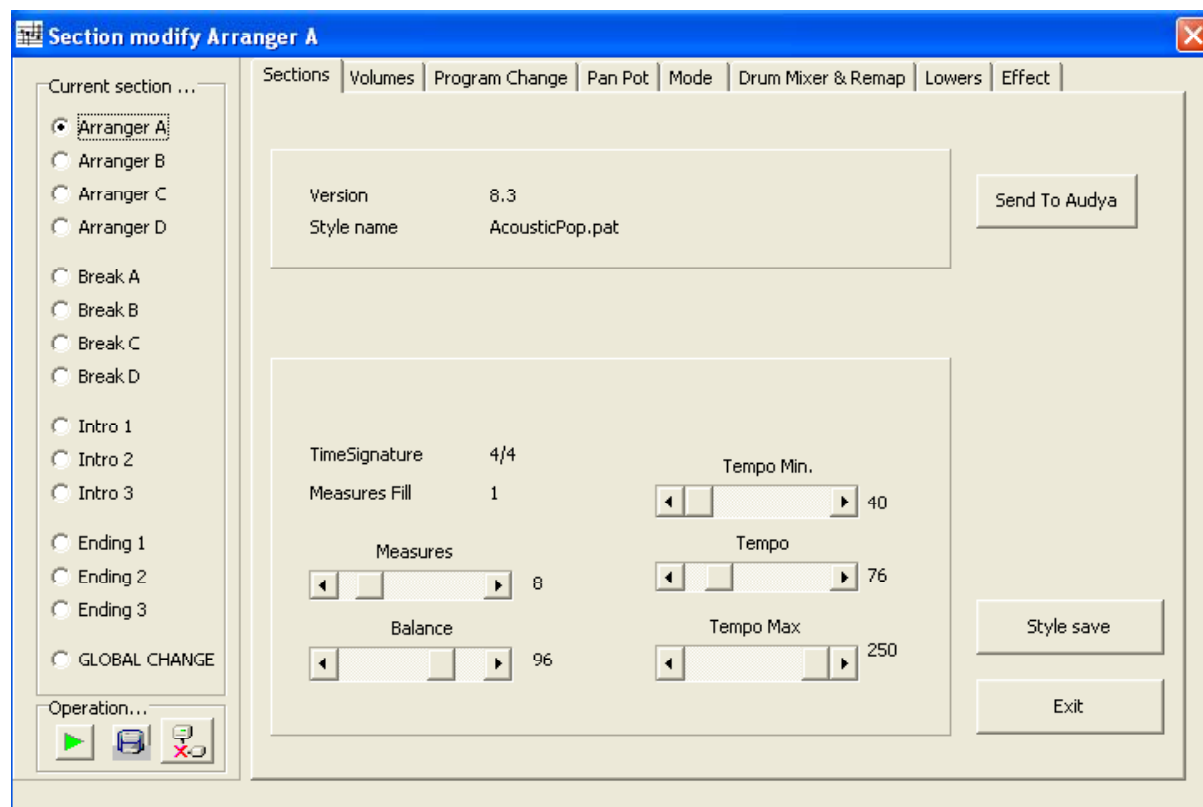 Section modify Arranger A
Current section ...
Arranger A
Arranger B
Arranger C
Arranger D
Break A
Break B
Break C
Break D
Intro 1
Intro 2
Intro 3
Ending 1
Ending 2
Ending 3
GLOBAL CHANGE
Operation...
Sections Volumes Program Change Pan Pot Mode Drum Mixer & Remap Lowers Effect
Version 8.3
Style name AcousticPop.pat
Send To Audya
TimeSignature 4/4
Measures Fill 1
Measures
8
Balance
96
Tempo Min.
40
Tempo
76
Tempo Max
250
Style save
Exit